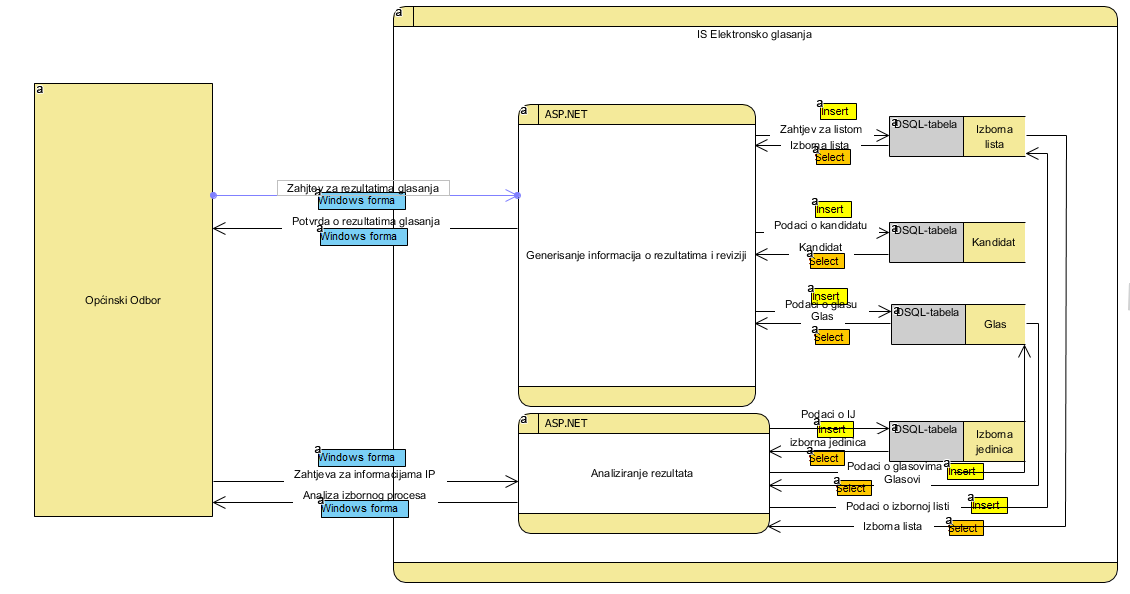 a
IS Elektronsko glasanja
a
Općinski Odbor
Zahjtev za rezultatima glasanja
a
Windows forma
Potvrda o rezultatima glasanja
a
Windows forma
a
Windows forma
Zahtjeva za informacijama IP
Analiza izbornog procesa
a
Windows forma
a
ASP.NET
Generisanje informacija o rezultatima i reviziji
a
ASP.NET
Analiziranje rezultata
a
Insert
Zahtjev za listom
Izborna lista
a
Select
a
DSQL-tabela
Izborna
lista
a
Insert
Podaci o kandidatu
Kandidat
a
Select
a
DSQL-tabela
Kandidat
a
Insert
Podaci o glasu
Glas
a
Select
a
DSQL-tabela
Glas
Podaci o IJ
a
Insert
izborna jedinica
a
Select
a
DSQL-tabela
Izborna
jedinica
Podaci o glasovima
a
Insert
Glasovi
a
Select
Podaci o izbornoj listi
a
Insert
Izborna lista
a
Select